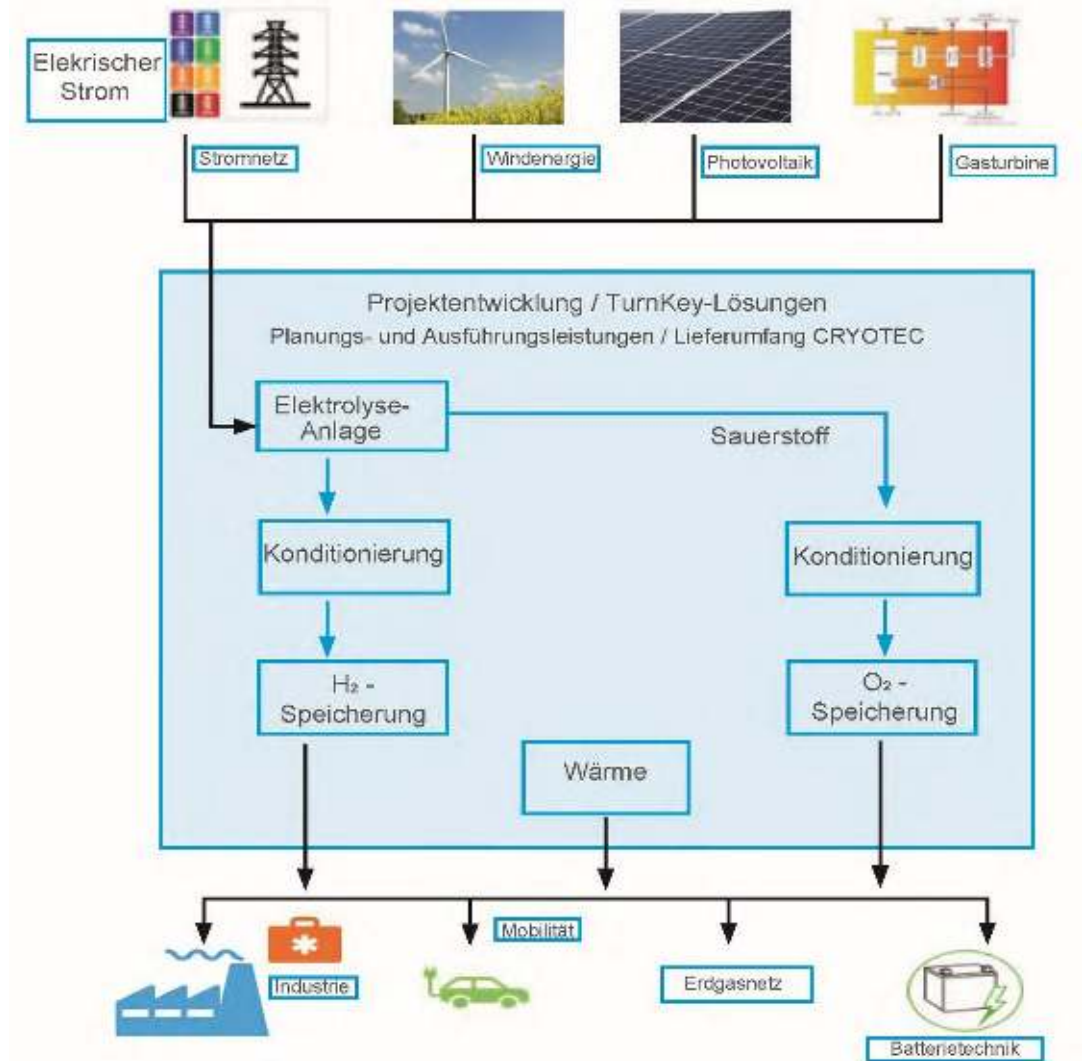 Elekrischer
Strom
Stromnetz
Windenergie
Photovoltaik
Gasturbine
Projektentwicklung / TurnKey-Lösungen
Planungs- und Ausführungsleistungen / Lieferumfang CRYOTEC
Elektrolyse-
Anlage
Sauerstoff
Konditionierung
Konditionierung
H₂ -
Speicherung
O₂ -
Speicherung
Wärme
Mobilität
Industrie
Erdgasnetz
Batterietechnik